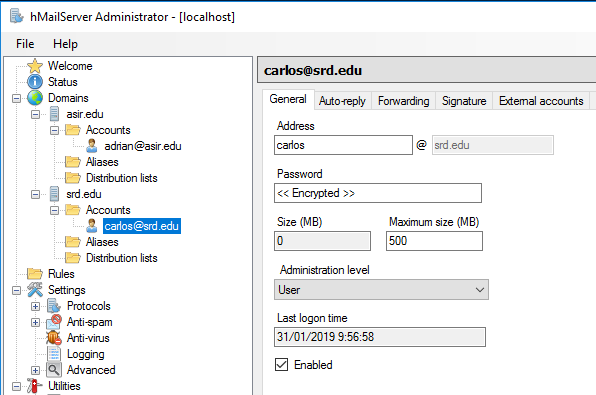 hMailServer Administrator - [localhost]
File Help
Welcome
Status
Domains
asir.edu
Accounts
adrian@asir.edu
Aliases
Distribution lists
srd.edu
Accounts
carlos@srd.edu
Aliases
Distribution lists
Rules
Settings
Protocols
Anti-spam
Anti-virus
Logging
Advanced
Utilities
carlos@srd.edu
General Auto-reply Forwarding Signature External accounts
Address
carlos @ srd.edu
Password
<< Encrypted >>
Size (MB) Maximum size (MB)
0 500
Administration level
User
Last logon time
31/01/2019 9:56:58
Enabled